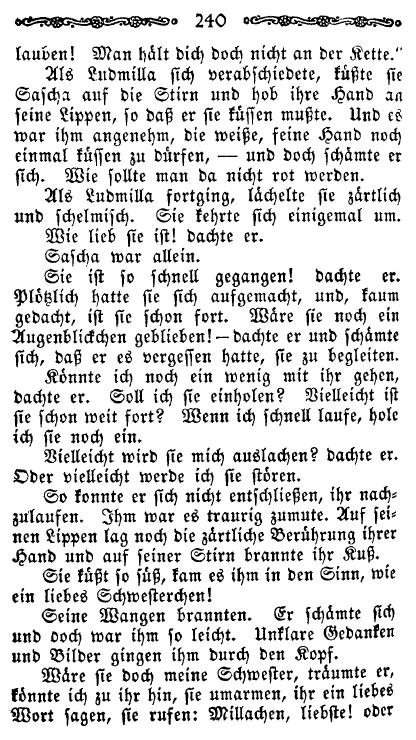 240
lauben! Man hält dich doch nicht an der Kette."
Als Ludmilla sich verabschiedete, küßte sie
Sascha auf die Stirn und hob ihre Hand an
seine Lippen, so daß er sie küssen mußte. Und es
war ihm angenehm, die weiße, feine Hand noch
einmal küssen zu dürfen, — und doch schämte er
sich. Wie sollte man da nicht rot werden.
Als Ludmilla fortging, lächelte sie zärtlich
und schelmisch. Sie kehrte sich einigemal um.
Wie lieb sie ist! dachte er.
Sascha war allein.
Sie ist so schnell gegangen! dachte er.
Plötzlich hatte sie sich aufgemacht, und, kaum
gedacht, ist sie schon fort. Wäre sie noch ein
Augenblickchen geblieben! — dachte er und schämte
sich, daß er es vergessen hatte, sie zu begleiten.
Könnte ich noch ein wenig mit ihr gehen,
dachte er. Soll ich sie einholen? Vielleicht ist
sie schon weit fort? Wenn ich schnell laufe, hole
ich sie noch ein.
Vielleicht wird sie mich auslachen? dachte er.
Oder vielleicht werde ich sie stören.
So konnte er sich nicht entschließen, ihr nach-
zulaufen. Ihm war es traurig zumute. Auf sei-
nen Lippen lag noch die zärtliche Berührung ihrer
Hand und auf seiner Stirn brannte ihr Kuß.
Sie küßt so süß, kam es ihm in den Sinn, wie
ein liebes Schwesterchen!
Seine Wangen brannten. Er schämte sich
und doch war ihm so leicht. Unklare Gedanken
und Bilder gingen ihm durch den Kopf.
Wäre sie doch meine Schwester, träumte er,
könnte ich zu ihr hin, sie umarmen, ihr ein liebes
Wort sagen, sie rufen: Millachen, liebste! oder